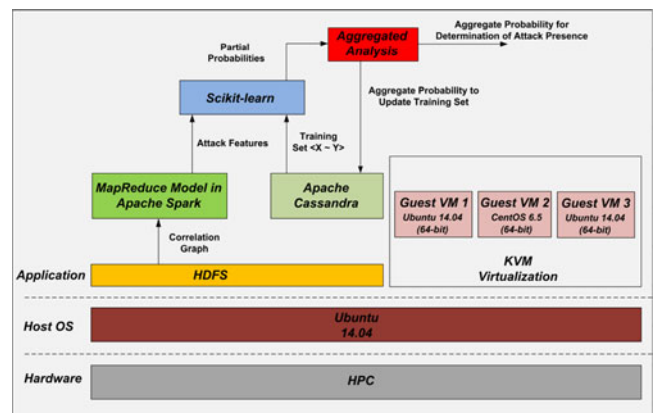 Aggregate Probability for
Determination of Attack Presence
Aggregated
Analysis
Partial
Probabilities
Aggregate Probability to
Update Training Set
Scikit-learn
Attack Features
Training
Set <X ~ Y>
MapReduce Model in
Apache Spark
Apache
Cassandra
Guest VM 1
Ubuntu 14.04
(64-bit)
Guest VM 2
CentOS 6.5
(64-bit)
Guest VM 3
Ubuntu 14.04
(64-bit)
KVM
Virtualization
Correlation
Graph
Application
HDFS
Host OS
Ubuntu
14.04
Hardware
HPC